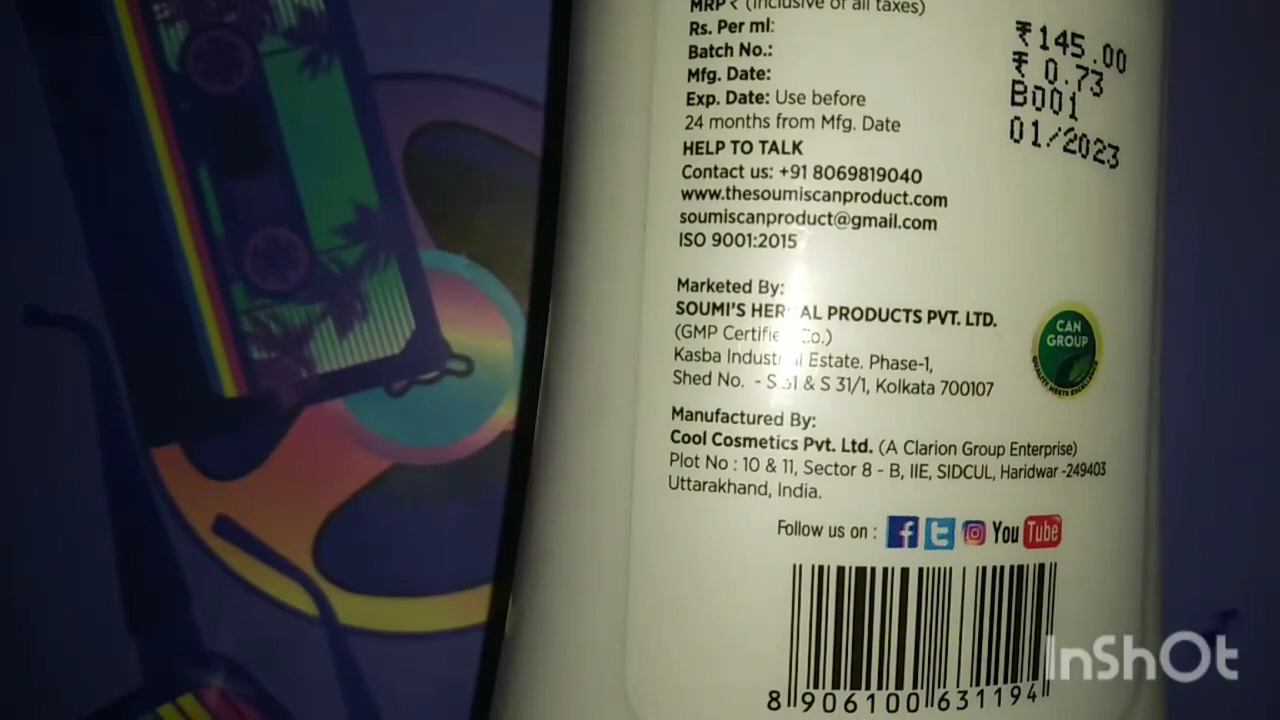 MRP ₹ (Inclusive of all taxes)
₹145.00
Rs. Per ml:
₹ 0.73
Batch No.:
B001
Mfg. Date:
01/2023
Exp. Date: Use before
24 months from Mfg. Date
HELP TO TALK
Contact us: +91 8069819040
www.thesoumiscanproduct.com
soumiscanproduct@gmail.com
ISO 9001:2015
Marketed By:
SOUMI'S HER AL PRODUCTS PVT. LTD.
(GMP Certifie Co.)
Kasba Indust l Estate. Phase-1,
Shed No. - S 31 & S 31/1, Kolkata 700107
CAN
GROUP
QUALITY MEETS EXCELLENCE
Manufactured By:
Cool Cosmetics Pvt. Ltd. (A Clarion Group Enterprise)
Plot No : 10 & 11, Sector 8 - B, IIE, SIDCUL, Haridwar -249403
Uttarakhand, India.
Follow us on : f t You Tube
8 906100 631194
InShOt